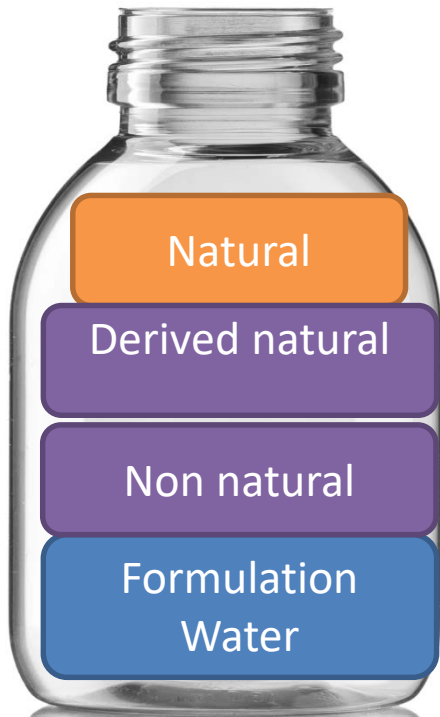 Natural
Derived natural
Non natural
Formulation
Water